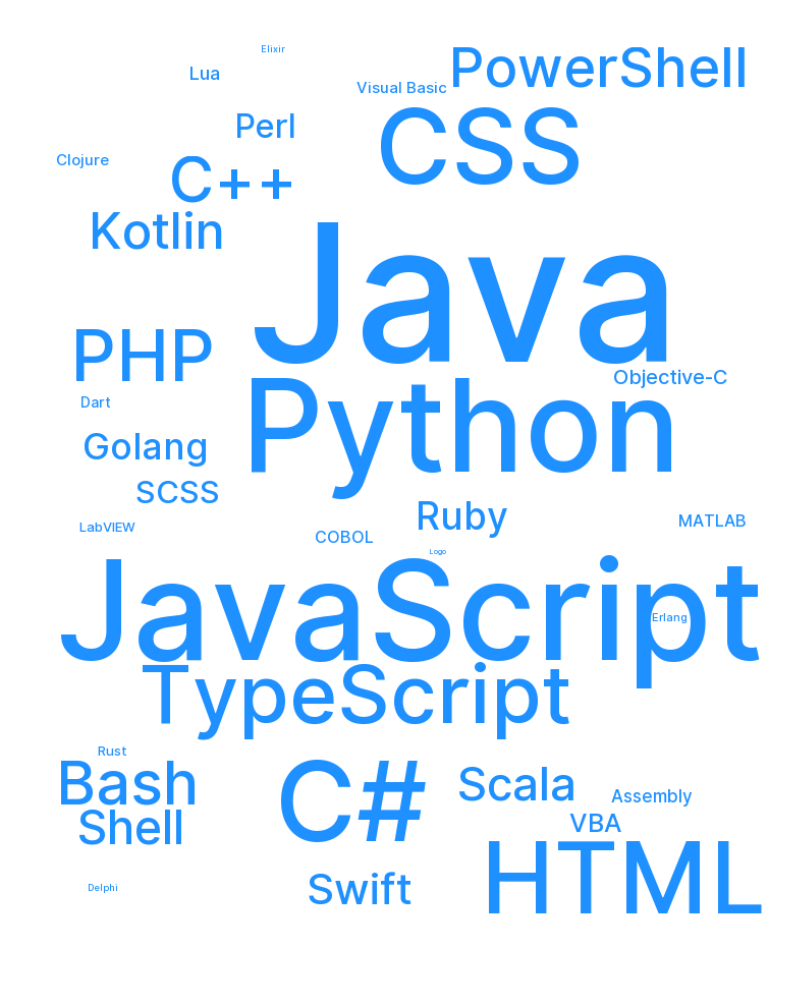 Elixir
Lua
PowerShell
Visual Basic
CSS
Perl
Clojure
C++
Kotlin
Java
PHP
Objective-C
Python
Dart
Golang
SCSS
Ruby
MATLAB
LabVIEW
COBOL
Logo
JavaScript
Erlang
TypeScript
Rust
Bash
C#
Scala
Assembly
Shell
VBA
HTML
Swift
Delphi